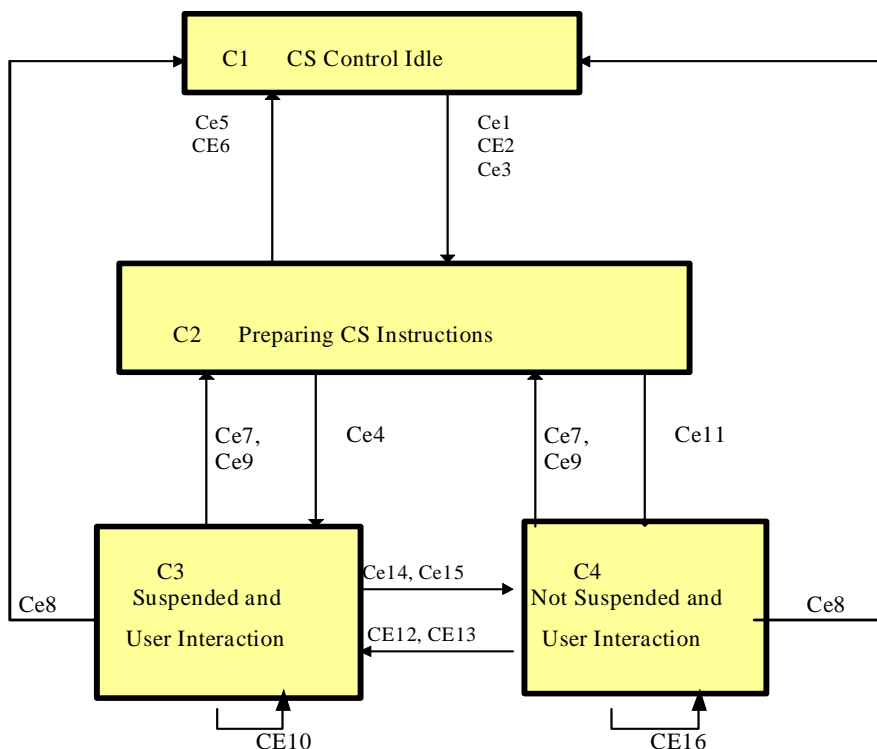 C1 CS Control Idle
Ce5
CE6
Ce1
CE2
Ce3
C2 Preparing CS Instructions
Ce7,
Ce9
Ce4
Ce7,
Ce9
Ce11
C3
Suspended and
User Interaction
Ce14, Ce15
CE12, CE13
C4
Not Suspended and
User Interaction
Ce8
Ce8
CE10
CE16